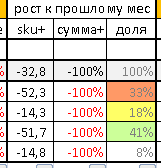 рост к прошлому мес
sku+ сумма+ доля
-32,8 -100% 100%
-52,3 -100% 33%
-14,3 -100% 18%
-51,7 -100% 41%
-14,8 -100% 8%